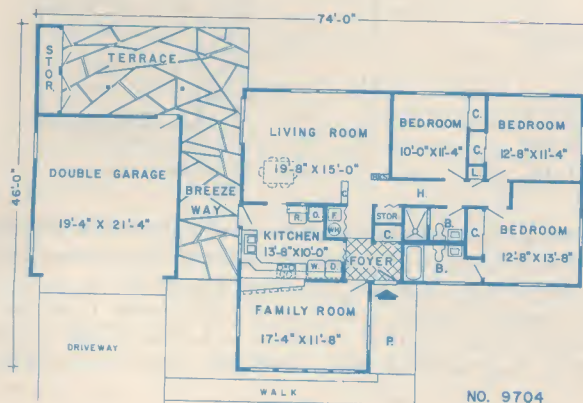 74'-0"
46'-0"
STOR.
TERRACE
DOUBLE GARAGE
19'-4" X 21'-4"
BREEZE
WAY
LIVING ROOM
19'-8" X 15'-0"
BEDROOM
10'-0" X 11'-4"
C.
C.
L.
BEDROOM
12'-8" X 11'-4"
H.
C.
R.
O.
F.
WH
STOR.
C.
B.
C.
BEDROOM
12'-8" X 13'-8"
KITCHEN
13'-8" X 10'-0"
W.
D.
FOYER
B.
FAMILY ROOM
17'-4" X 11'-8"
P.
DRIVEWAY
WALK
NO. 9704